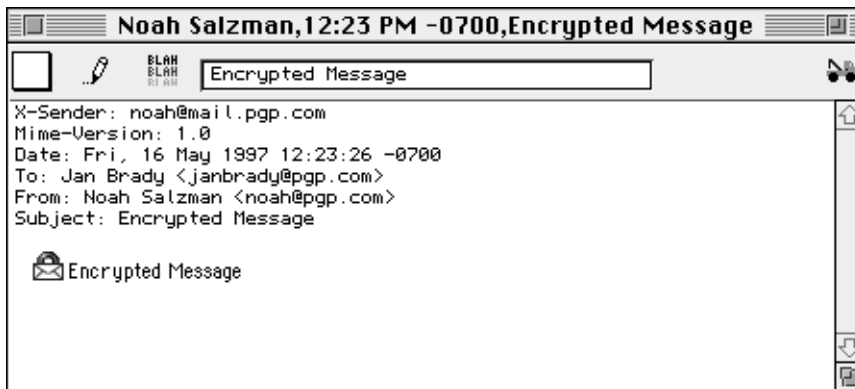 Noah Salzman,12:23 PM -0700,Encrypted Message
BLAH
BLAH
BLAH
Encrypted Message
X-Sender: noah@mail.pgp.com
Mime-Version: 1.0
Date: Fri, 16 May 1997 12:23:26 -0700
To: Jan Brady <janbrady@pgp.com>
From: Noah Salzman <noah@pgp.com>
Subject: Encrypted Message
Encrypted Message